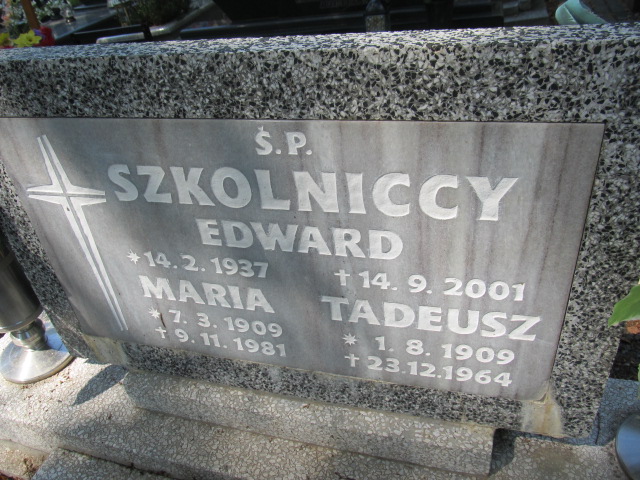 Ś.P.
SZKOLNICCY
EDWARD
* 14. 2. 1937 † 14. 9. 2001
MARIA
* 7. 3. 1909
† 9. 11. 1981
TADEUSZ
* 1. 8. 1909
† 23.12.1964